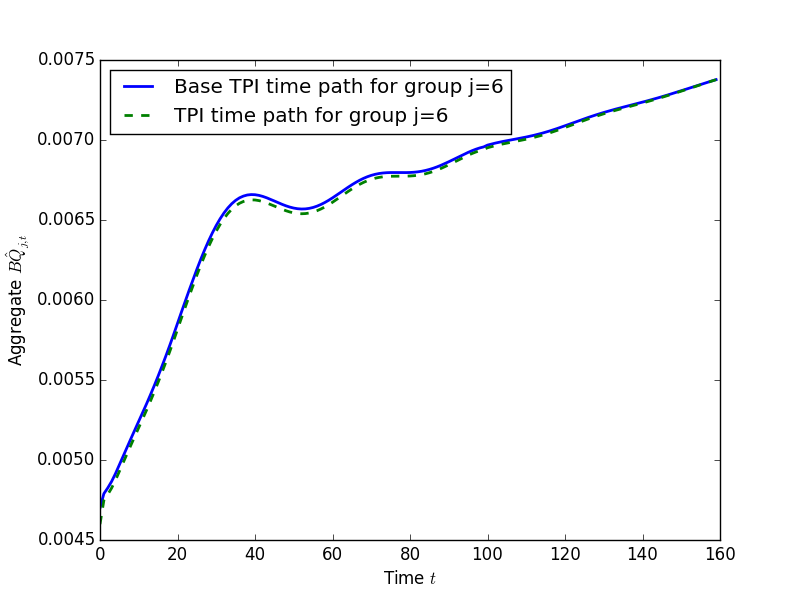 0.0075
0.0070
0.0065
0.0060
0.0055
0.0050
0.0045
Aggregate $\hat{BQ}_{j,t}$
Base TPI time path for group j=6
TPI time path for group j=6
0 20 40 60 80 100 120 140 160
Time t